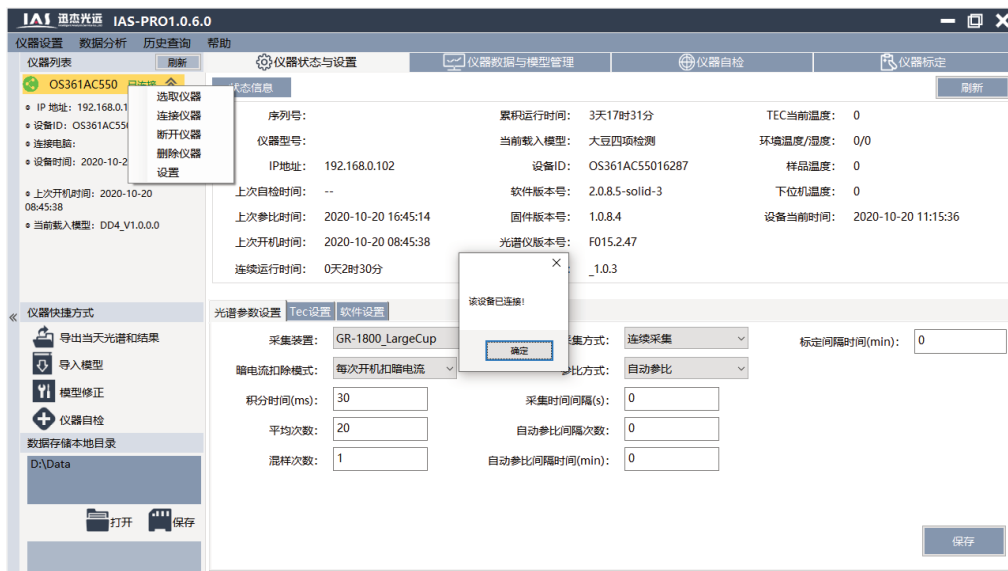 IAS 迅杰光远 IAS-PRO1.0.6.0
仪器设置 数据分析 历史查询 帮助
仪器列表 刷新
OS361AC550 已连接
IP 地址: 192.168.0.1
设备ID: OS361AC550
连接电脑:
设备时间: 2020-10-2
上次开机时间: 2020-10-20
08:45:38
当前载入模型: DD4_V1.0.0.0
选取仪器
连接仪器
断开仪器
删除仪器
设置
仪器快捷方式
导出当天光谱和结果
导入模型
模型修正
仪器自检
数据存储本地目录
D:\Data
打开 保存
仪器状态与设置 仪器数据与模型管理 仪器自检 仪器标定
状态信息 刷新
序列号: 累积运行时间: 3天17时31分 TEC当前温度: 0
仪器型号: 当前载入模型: 大豆四项检测 环境温度/湿度: 0/0
IP地址: 192.168.0.102 设备ID: OS361AC55016287 样品温度: 0
上次自检时间: -- 软件版本号: 2.0.8.5-solid-3 下位机温度: 0
上次参比时间: 2020-10-20 16:45:14 固件版本号: 1.0.8.4 设备当前时间: 2020-10-20 11:15:36
上次开机时间: 2020-10-20 08:45:38 光谱仪版本号: F015.2.47
连续运行时间: 0天2时30分 : _1.0.3
该设备已连接!
确定
光谱参数设置 Tec设置 软件设置
采集装置: GR-1800_LargeCup 集方式: 连续采集 标定间隔时间(min): 0
暗电流扣除模式: 每次开机扣暗电流 参比方式: 自动参比
积分时间(ms): 30 采集时间间隔(s): 0
平均次数: 20 自动参比间隔次数: 0
混样次数: 1 自动参比间隔时间(min): 0
保存